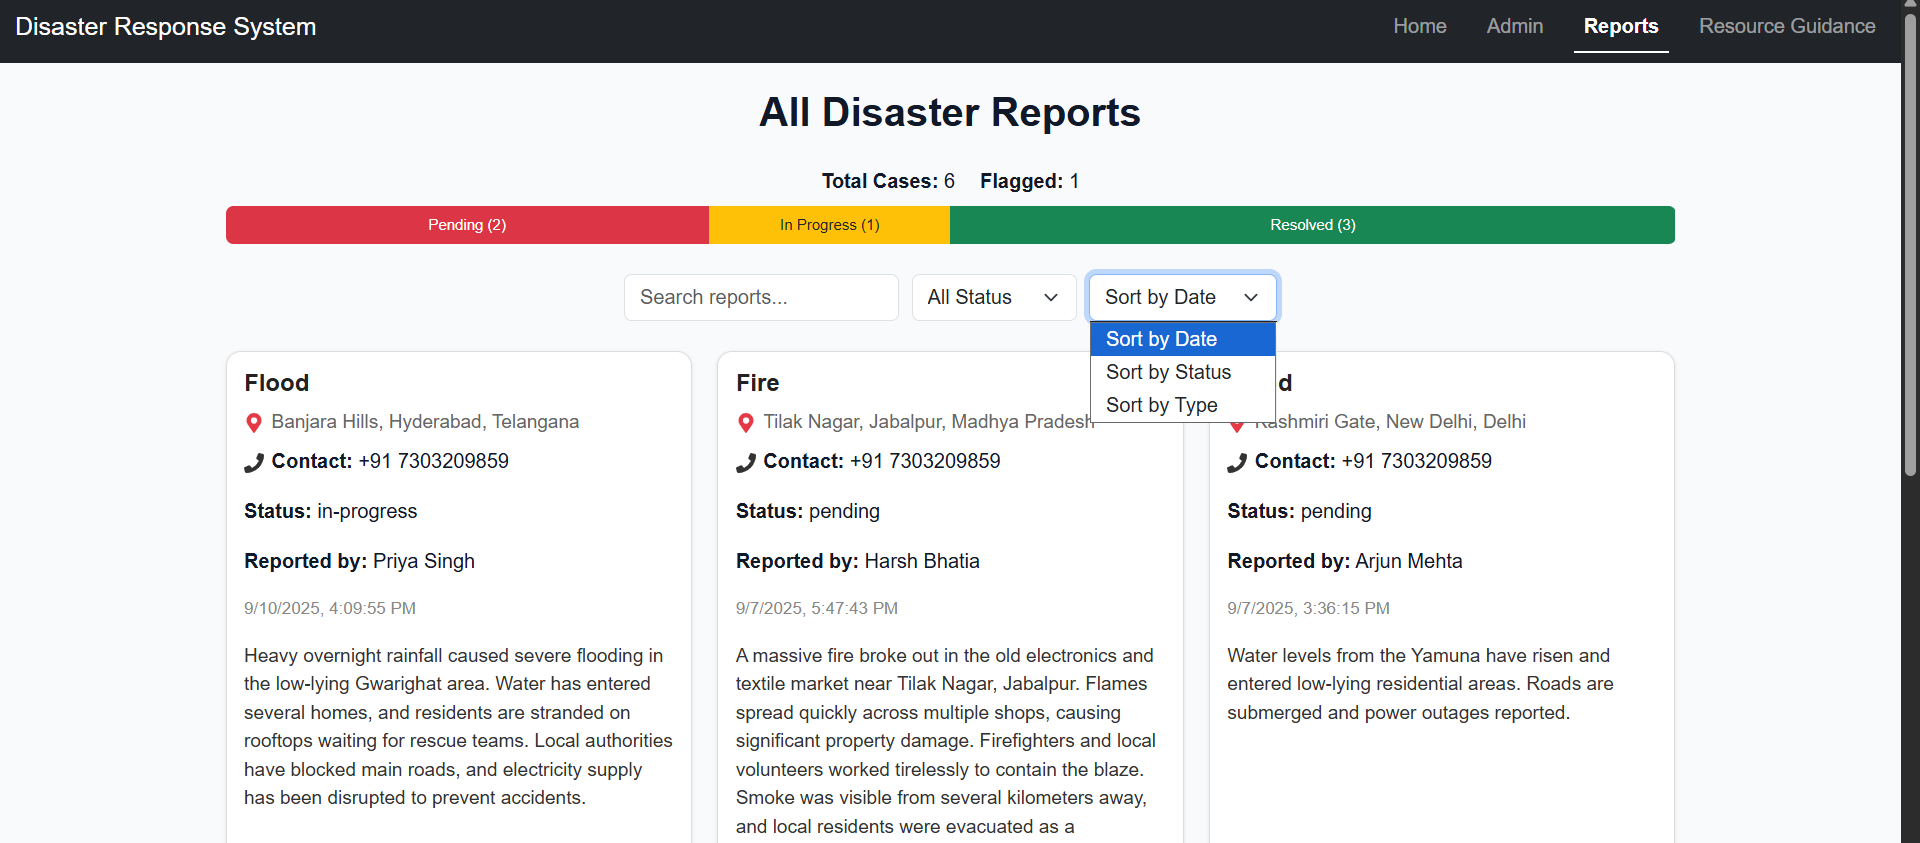 Disaster Response System
Home
Admin
Reports
Resource Guidance
All Disaster Reports
Total Cases: 6 Flagged: 1
Pending (2)
In Progress (1)
Resolved (3)
Search reports...
All Status
Sort by Date
Sort by Date
Sort by Status
Sort by Type
Flood
Banjara Hills, Hyderabad, Telangana
Contact: +91 7303209859
Status: in-progress
Reported by: Priya Singh
9/10/2025, 4:09:55 PM
Heavy overnight rainfall caused severe flooding in
the low-lying Gwarighat area. Water has entered
several homes, and residents are stranded on
rooftops waiting for rescue teams. Local authorities
have blocked main roads, and electricity supply
has been disrupted to prevent accidents.
Fire
Tilak Nagar, Jabalpur, Madhya Pradesh
Contact: +91 7303209859
Status: pending
Reported by: Harsh Bhatia
9/7/2025, 5:47:43 PM
A massive fire broke out in the old electronics and
textile market near Tilak Nagar, Jabalpur. Flames
spread quickly across multiple shops, causing
significant property damage. Firefighters and local
volunteers worked tirelessly to contain the blaze.
Smoke was visible from several kilometers away,
and local residents were evacuated as a
d
Kashmiri Gate, New Delhi, Delhi
Contact: +91 7303209859
Status: pending
Reported by: Arjun Mehta
9/7/2025, 3:36:15 PM
Water levels from the Yamuna have risen and
entered low-lying residential areas. Roads are
submerged and power outages reported.